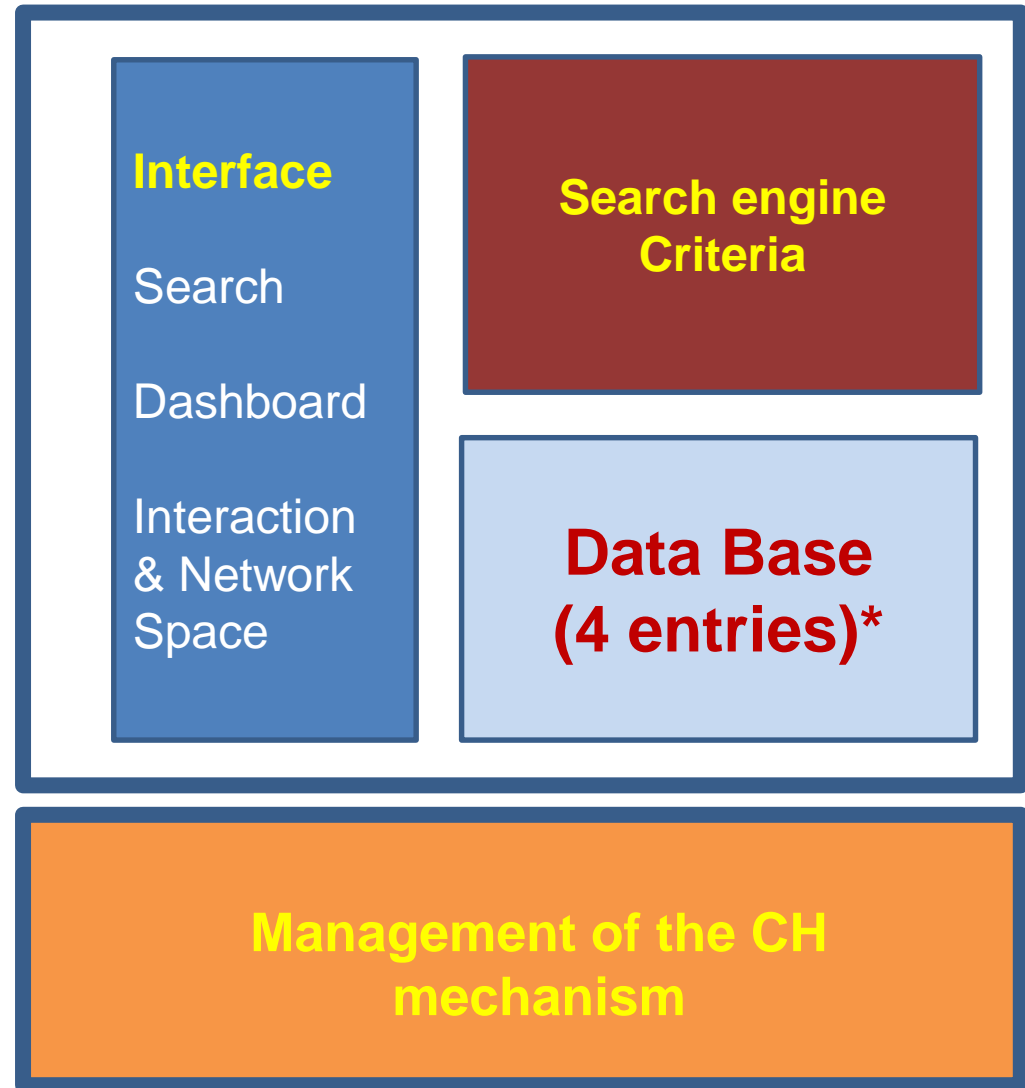 Interface
Search
Dashboard
Interaction
& Network
Space
Search engine
Criteria
Data Base
(4 entries)*
Management of the CH
mechanism